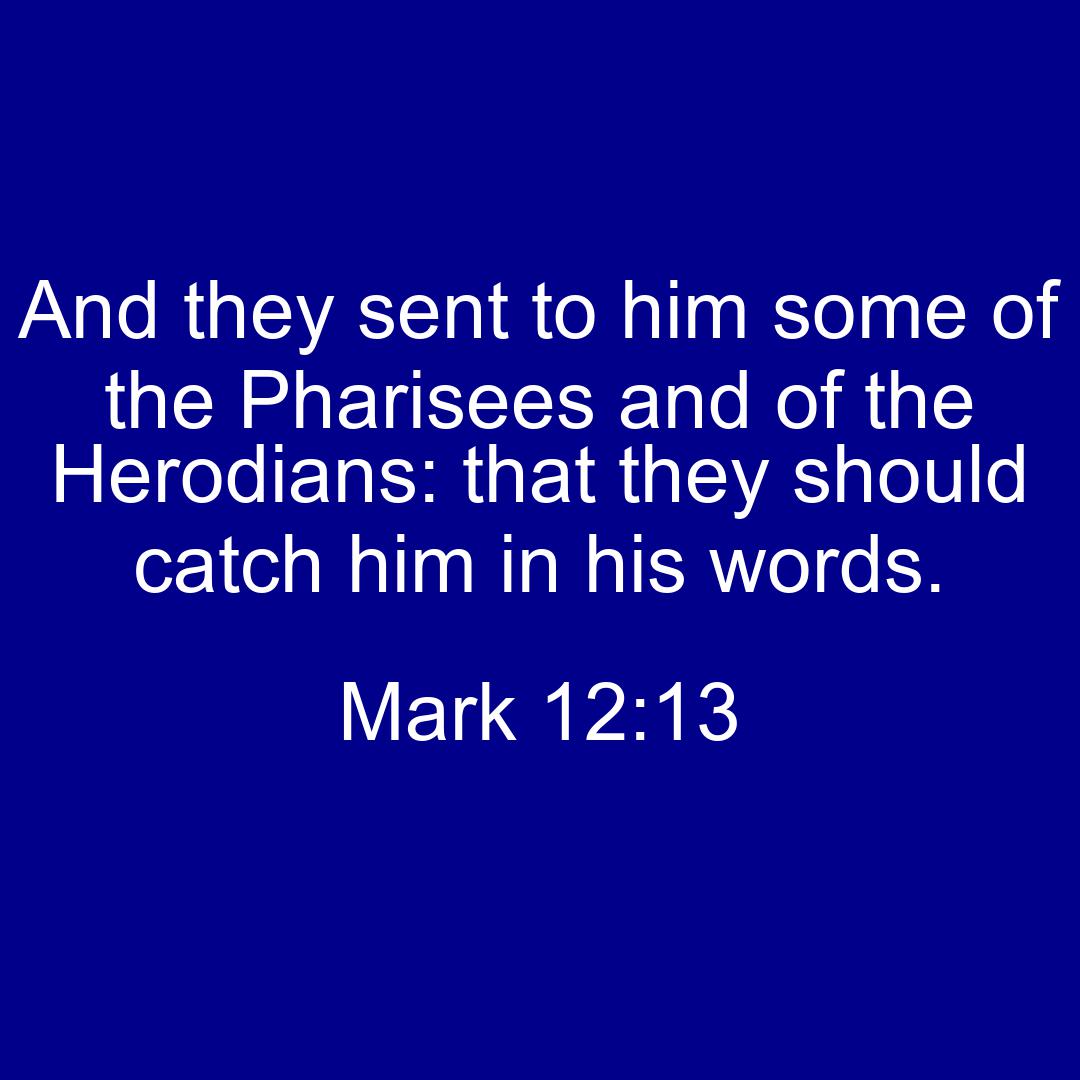 And they sent to him some of
the Pharisees and of the
Herodians: that they should
catch him in his words.
Mark 12:13